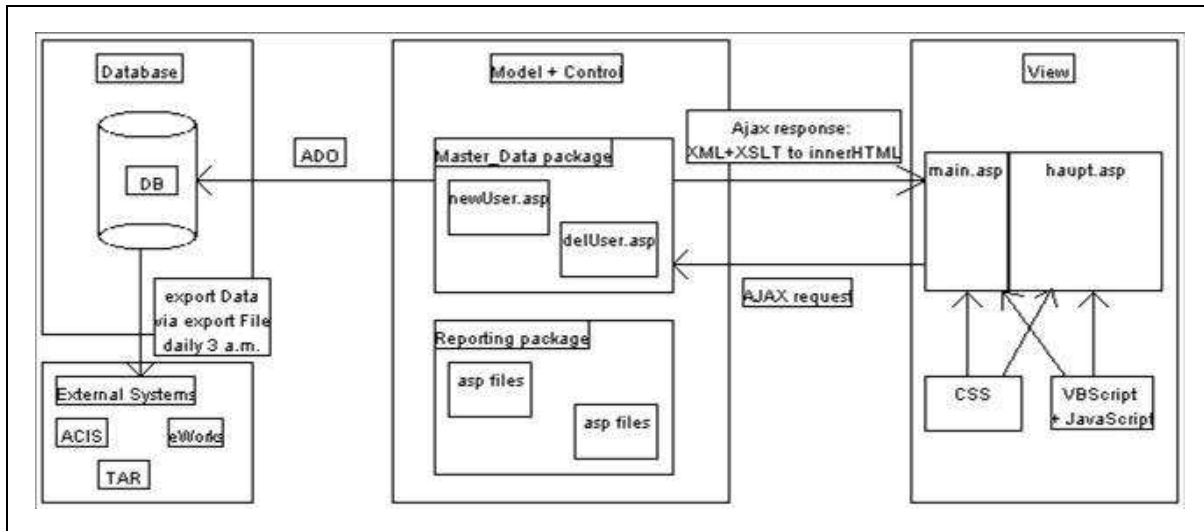 Database
DB
ADO
export Data
via export File
daily 3 a.m.
External Systems
ACIS
eWorks
TAR
Model + Control
Master_Data package
newUser.asp
delUser.asp
Reporting package
asp files
asp files
Ajax response:
XML+XSLT to innerHTML
AJAX request
View
main.asp
haupt.asp
CSS
VBScript
+ JavaScript